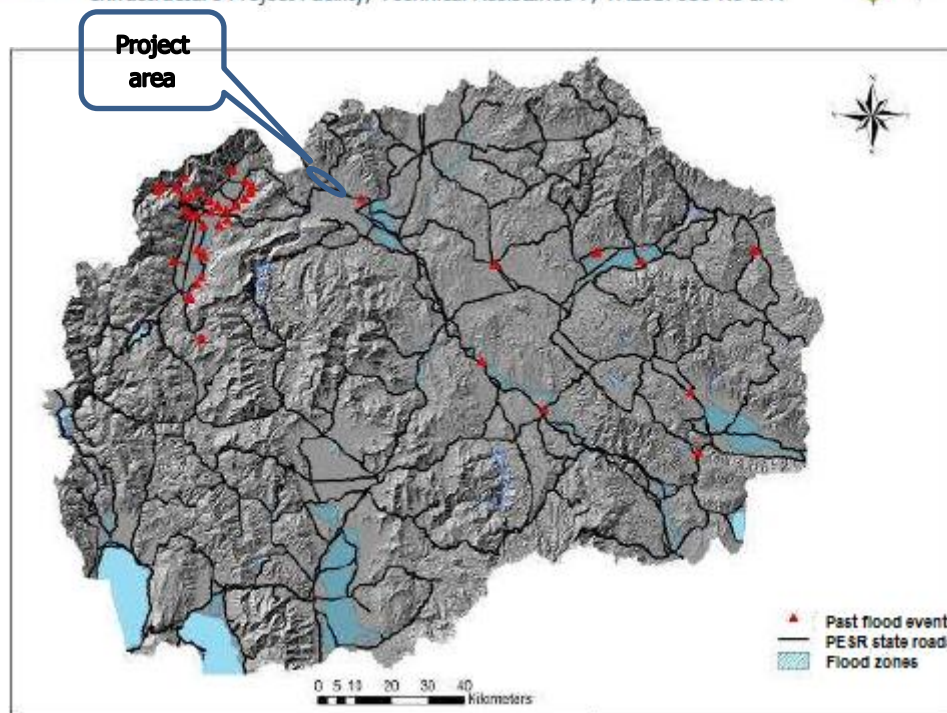 Project
area
Past flood event
PESR state road
Flood zones
0 5 10 20 30 40
Kilometers